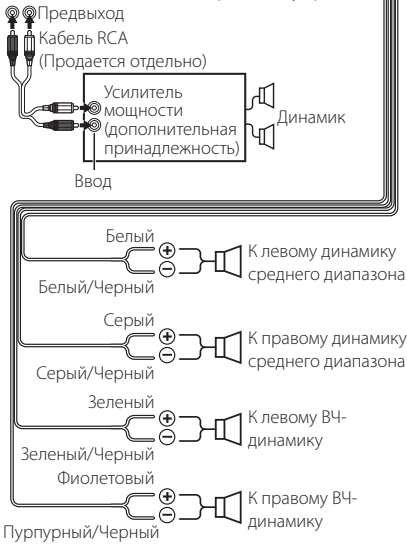 Предвыход
Кабель RCA
(Продается отдельно)
Усилитель
мощности
(дополнительная
принадлежность)
Динамик
Ввод
Белый
Белый/Черный
К левому динамику
среднего диапазона
Серый
Серый/Черный
К правому динамику
среднего диапазона
Зеленый
Зеленый/Черный
К левому ВЧ-
динамику
Фиолетовый
Пурпурный/Черный
К правому ВЧ-
динамику